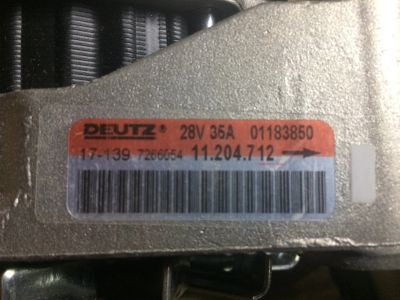 DEUTZ® 28V 35A 01183850
17-139 7266654 11.204.712 →